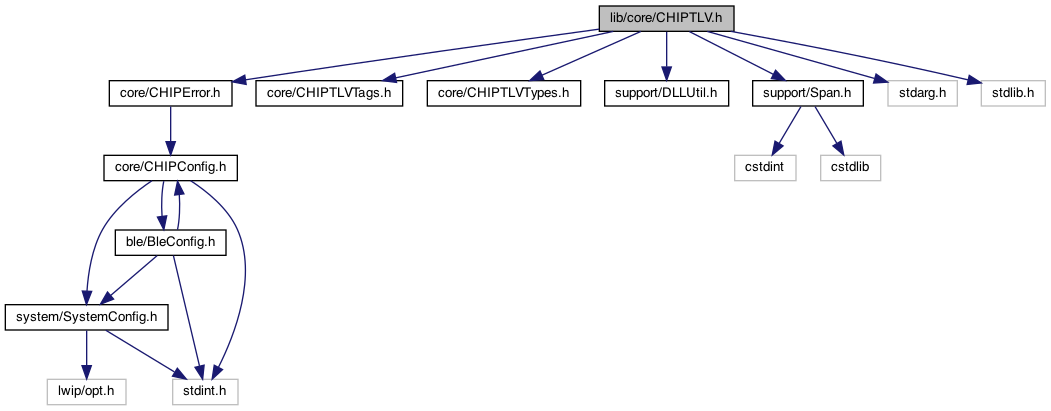 lib/core/CHIPTLV.h
core/CHIPError.h
core/CHIPTLVTags.h
core/CHIPTLVTypes.h
support/DLLUtil.h
support/Span.h
stdarg.h
stdlib.h
core/CHIPConfig.h
cstdint
cstdlib
ble/BleConfig.h
system/SystemConfig.h
lwip/opt.h
stdint.h